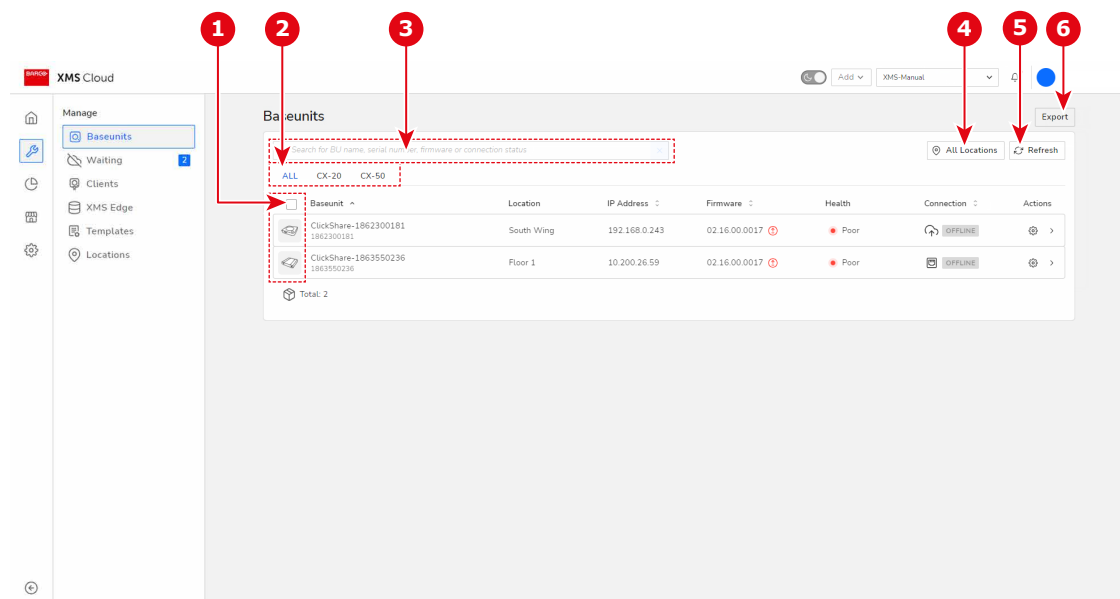 1 2 3 4 5 6
BARCO XMS Cloud Add XMS-Manual
Manage
Baseunits
Waiting 2
Clients
XMS Edge
Templates
Locations
Baseunits Export
Search for BU name, serial number, firmware or connection status All Locations Refresh
ALL CX-20 CX-50
Baseunit Location IP Address Firmware Health Connection Actions
ClickShare-1862300181 South Wing 192.168.0.243 02.16.00.0017 Poor OFFLINE
1862300181
ClickShare-1863550236 Floor 1 10.200.26.59 02.16.00.0017 Poor OFFLINE
1863550236
Total: 2